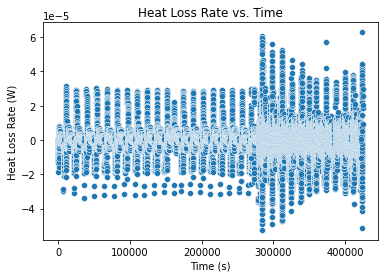 Heat Loss Rate vs. Time
1e−5
6
4
2
0
−2
−4
Heat Loss Rate (W)
0 100000 200000 300000 400000
Time (s)